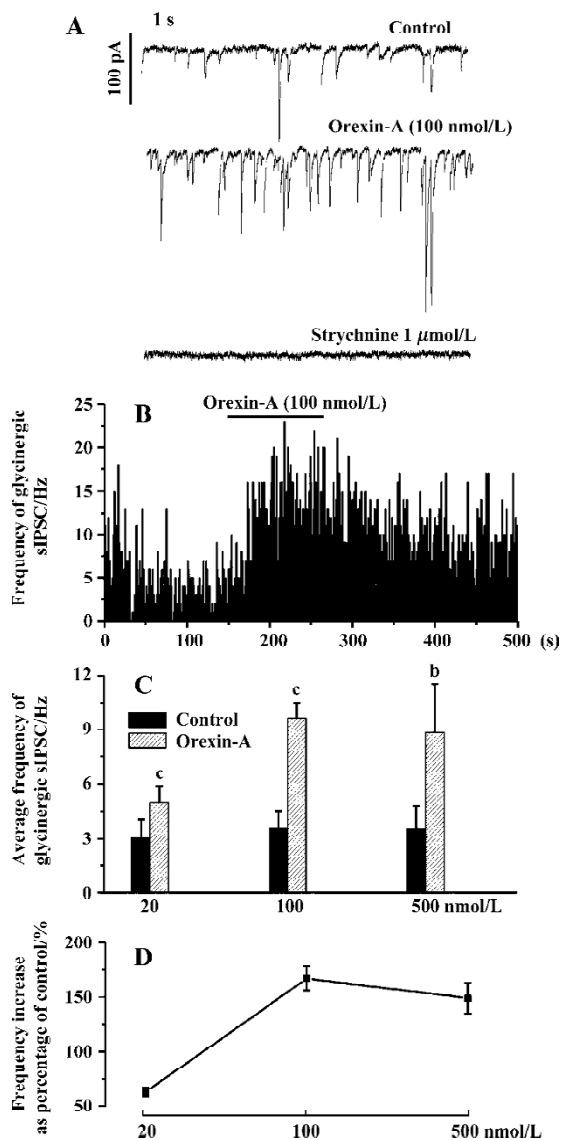 A
1 s
Control
100 pA
Orexin-A (100 nmol/L)
Strychnine 1 μmol/L
B
Orexin-A (100 nmol/L)
Frequency of glycinergic
sIPSC/Hz
25
20
15
10
5
0
0 100 200 300 400 500 (s)
C
c
c
b
Control
Orexin-A
Average frequency of
glycinergic sIPSC/Hz
12
9
6
3
0
20 100 500 nmol/L
D
Frequency increase
as percentage of control/%
200
150
100
50
20 100 500 nmol/L